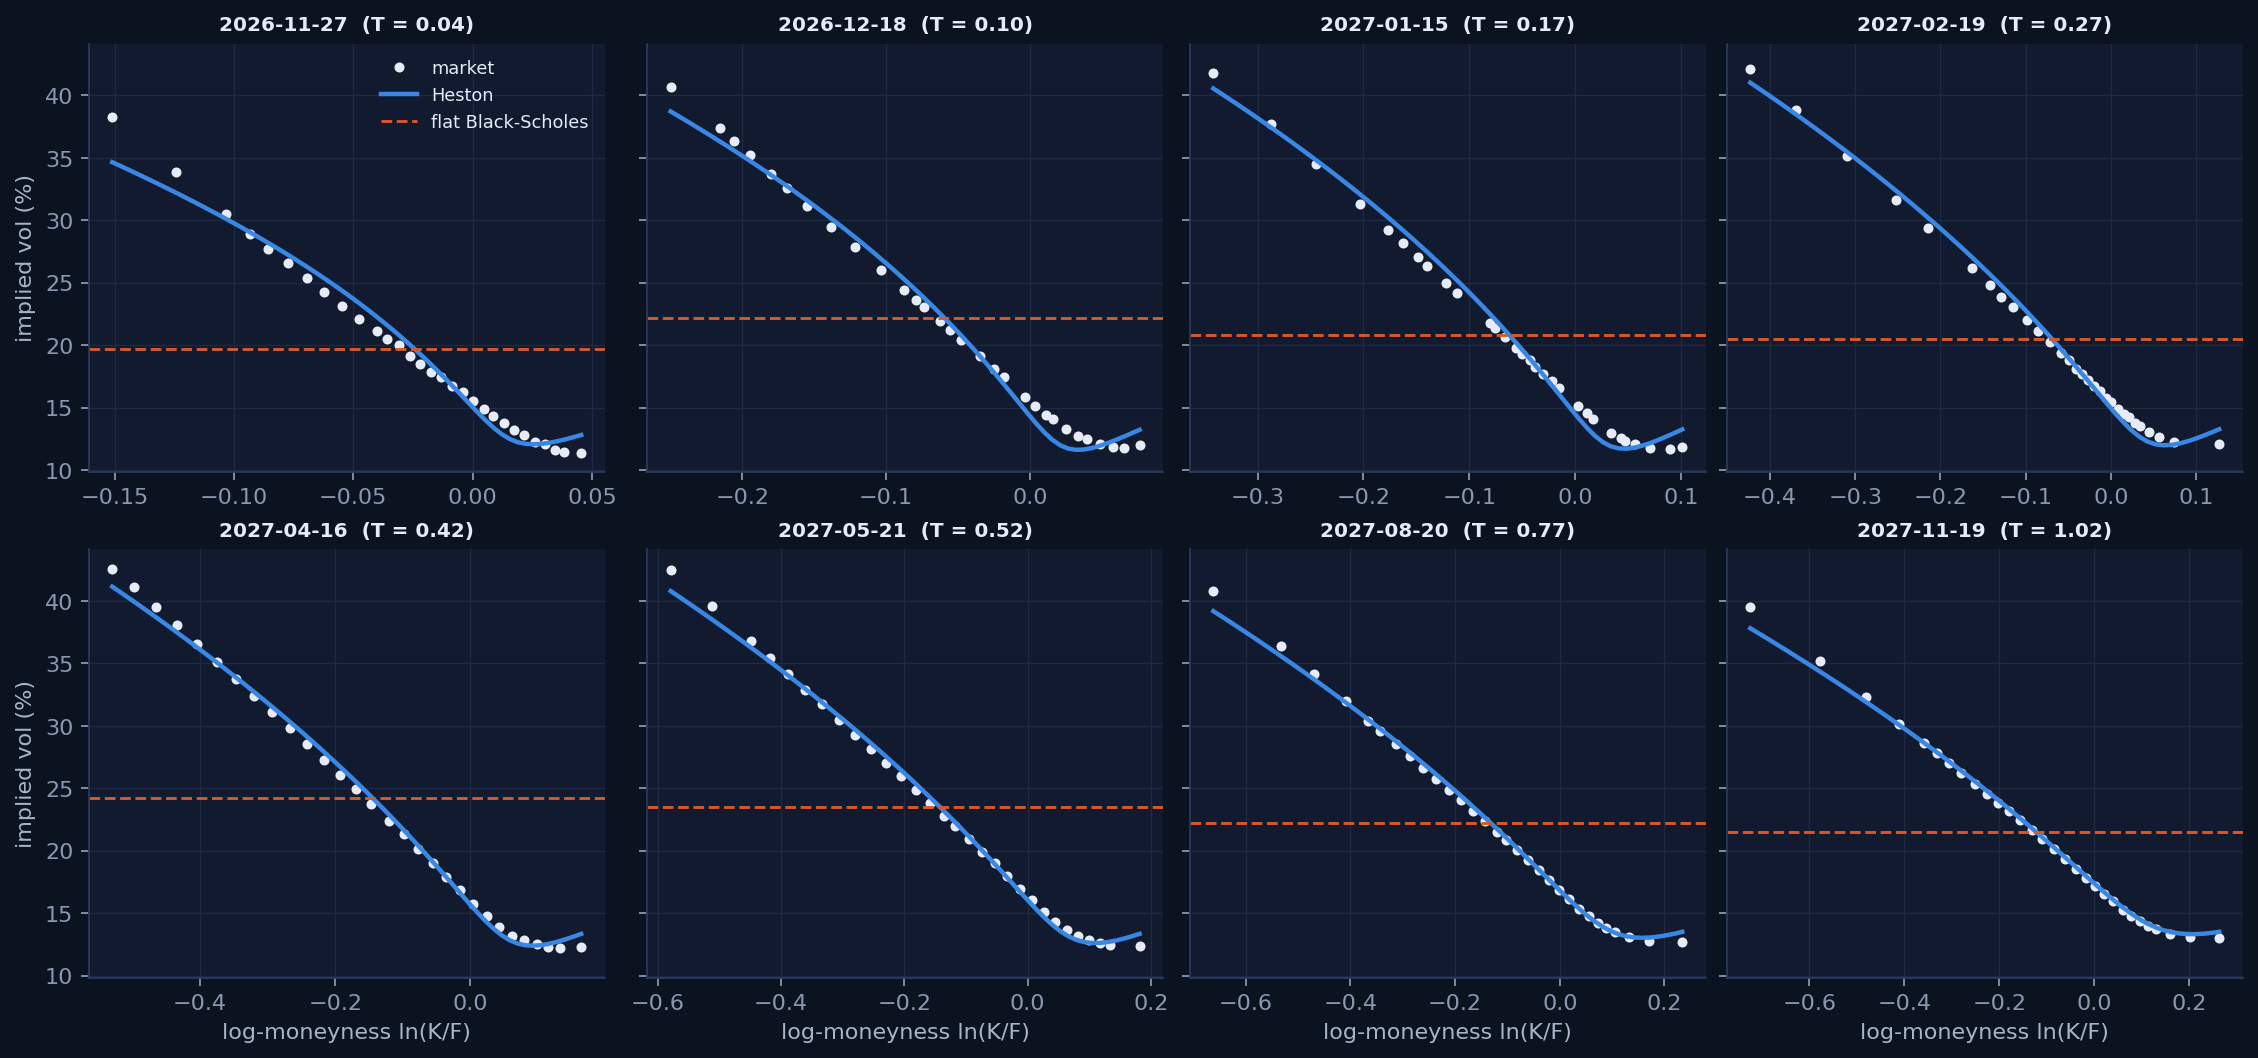 2026-11-27 (T = 0.04)
2026-12-18 (T = 0.10)
2027-01-15 (T = 0.17)
2027-02-19 (T = 0.27)
market
Heston
flat Black-Scholes
implied vol (%)
40
35
30
25
20
15
10
−0.15 −0.10 −0.05 0.00 0.05
−0.2 −0.1 0.0
−0.3 −0.2 −0.1 0.0 0.1
−0.4 −0.3 −0.2 −0.1 0.0 0.1
2027-04-16 (T = 0.42)
2027-05-21 (T = 0.52)
2027-08-20 (T = 0.77)
2027-11-19 (T = 1.02)
implied vol (%)
40
35
30
25
20
15
10
−0.4 −0.2 0.0
−0.6 −0.4 −0.2 0.0 0.2
−0.6 −0.4 −0.2 0.0 0.2
−0.6 −0.4 −0.2 0.0 0.2
log-moneyness ln(K/F)
log-moneyness ln(K/F)
log-moneyness ln(K/F)
log-moneyness ln(K/F)